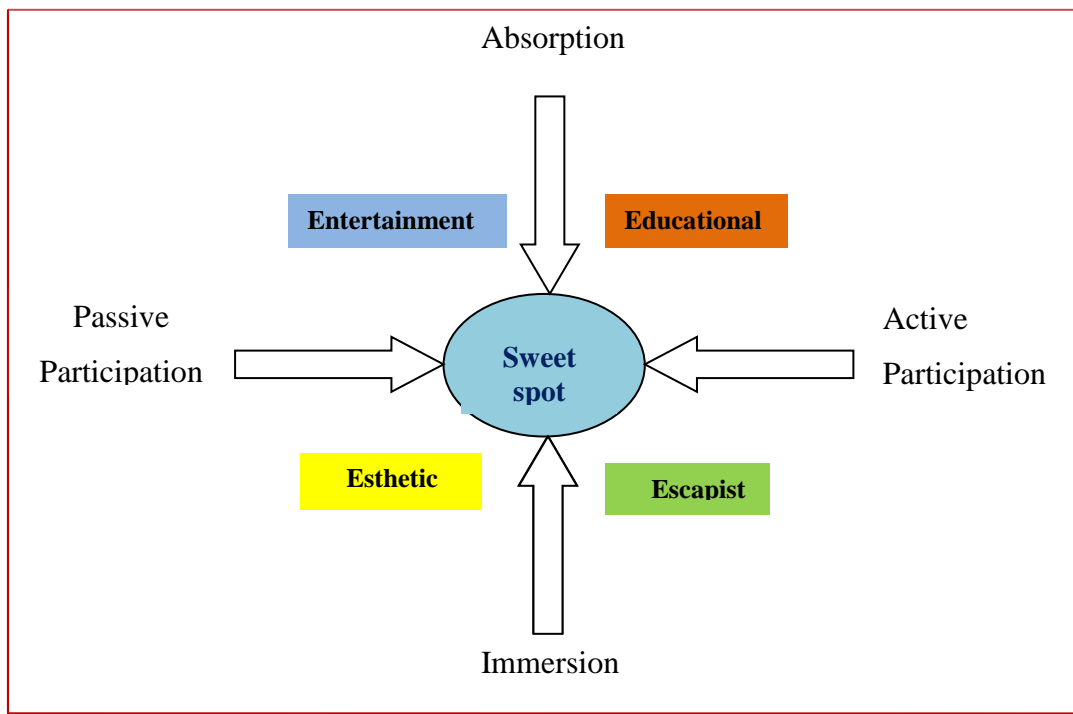 Absorption
Entertainment
Educational
Passive
Participation
Sweet
spot
Active
Participation
Esthetic
Escapist
Immersion